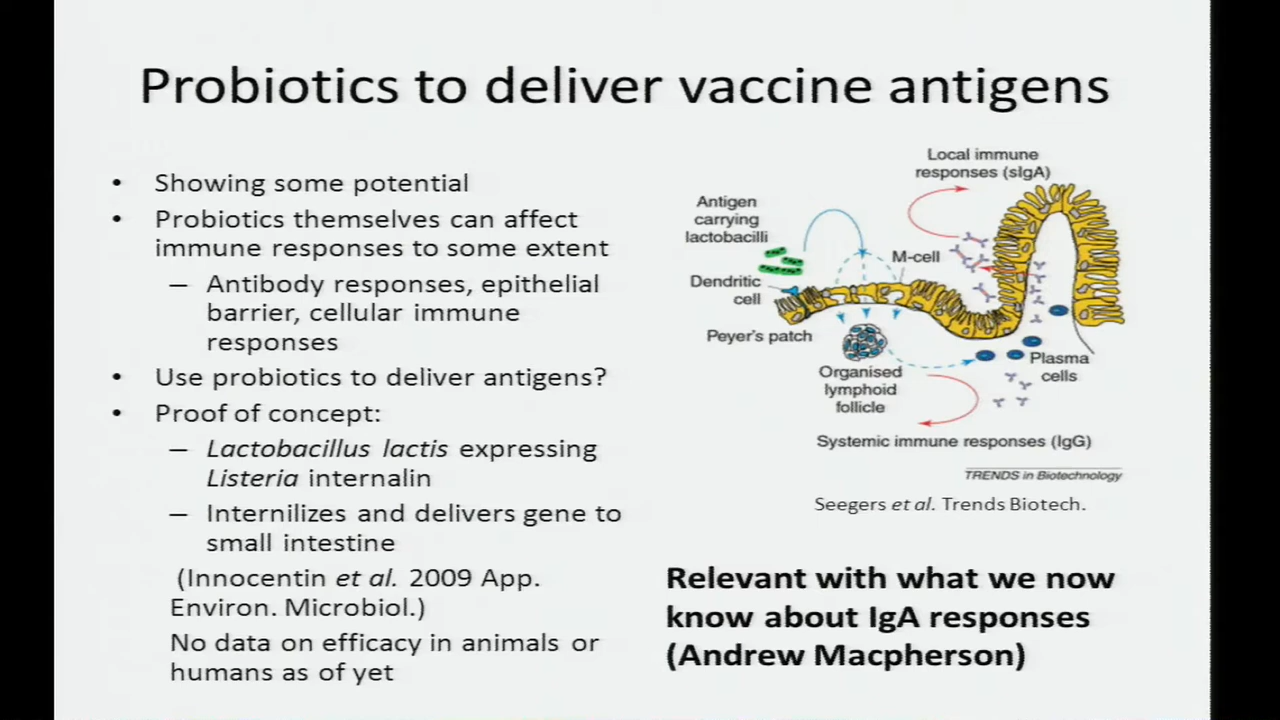 Probiotics to deliver vaccine antigens
• Showing some potential
• Probiotics themselves can affect
immune responses to some extent
– Antibody responses, epithelial
barrier, cellular immune
responses
• Use probiotics to deliver antigens?
• Proof of concept:
– Lactobacillus lactis expressing
Listeria internalin
– Internilizes and delivers gene to
small intestine
(Innocentin et al. 2009 App.
Environ. Microbiol.)
No data on efficacy in animals or
humans as of yet
Local immune
responses (sIgA)
Antigen
carrying
lactobacilli
M-cell
Dendritic
cell
Peyer's patch
Organised
lymphoid
follicle
Plasma
cells
Systemic immune responses (IgG)
TRENDS in Biotechnology
Seegers et al. Trends Biotech.
Relevant with what we now
know about IgA responses
(Andrew Macpherson)